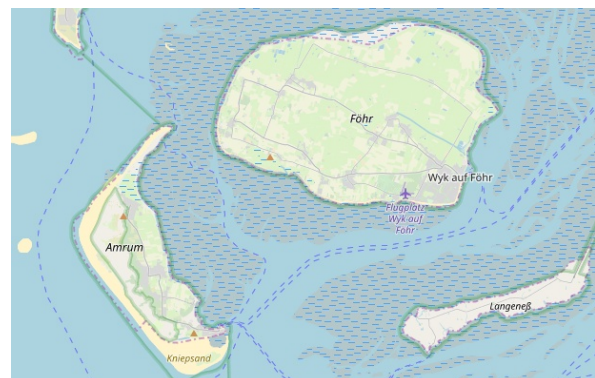 Föhr
Wyk auf Föhr
Flugplatz
Wyk auf
Föhr
Amrum
Langeneß
Kniepsand